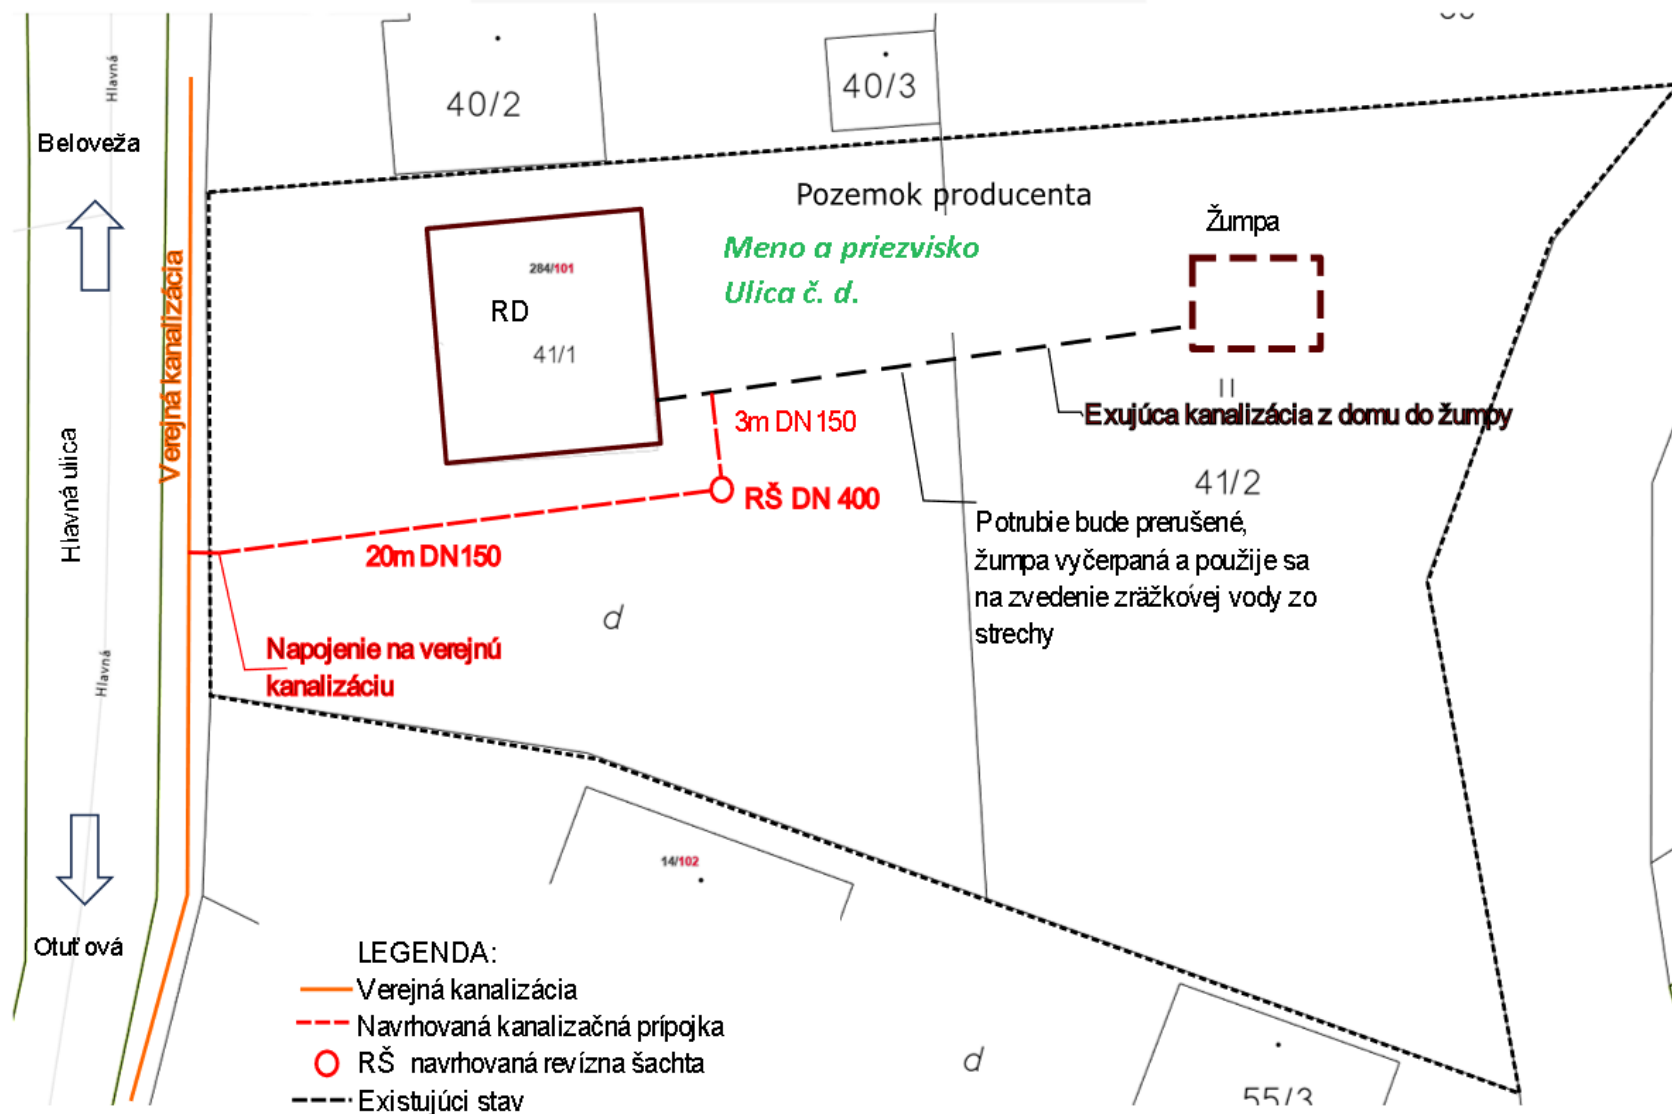 Hlavná
40/2
40/3
Beloveža
Pozemok producenta
Žumpa
Meno a priezvisko
Ulica č. d.
284/101
RD
41/1
Verejná kanalizácia
3m DN150
Exujúca kanalizácia z domu do žumpy
41/2
RŠ DN 400
Hlavná ulica
20m DN150
Potrubie bude prerušené,
žumpa vyčerpaná a použije sa
na zvedenie zrážkovej vody zo
strechy
d
Napojenie na verejnú
kanalizáciu
Hlavná
14/102
Otuťová
LEGENDA:
Verejná kanalizácia
Navrhovaná kanalizačná prípojka
RŠ navrhovaná revízna šachta
Existujúci stav
d
55/3